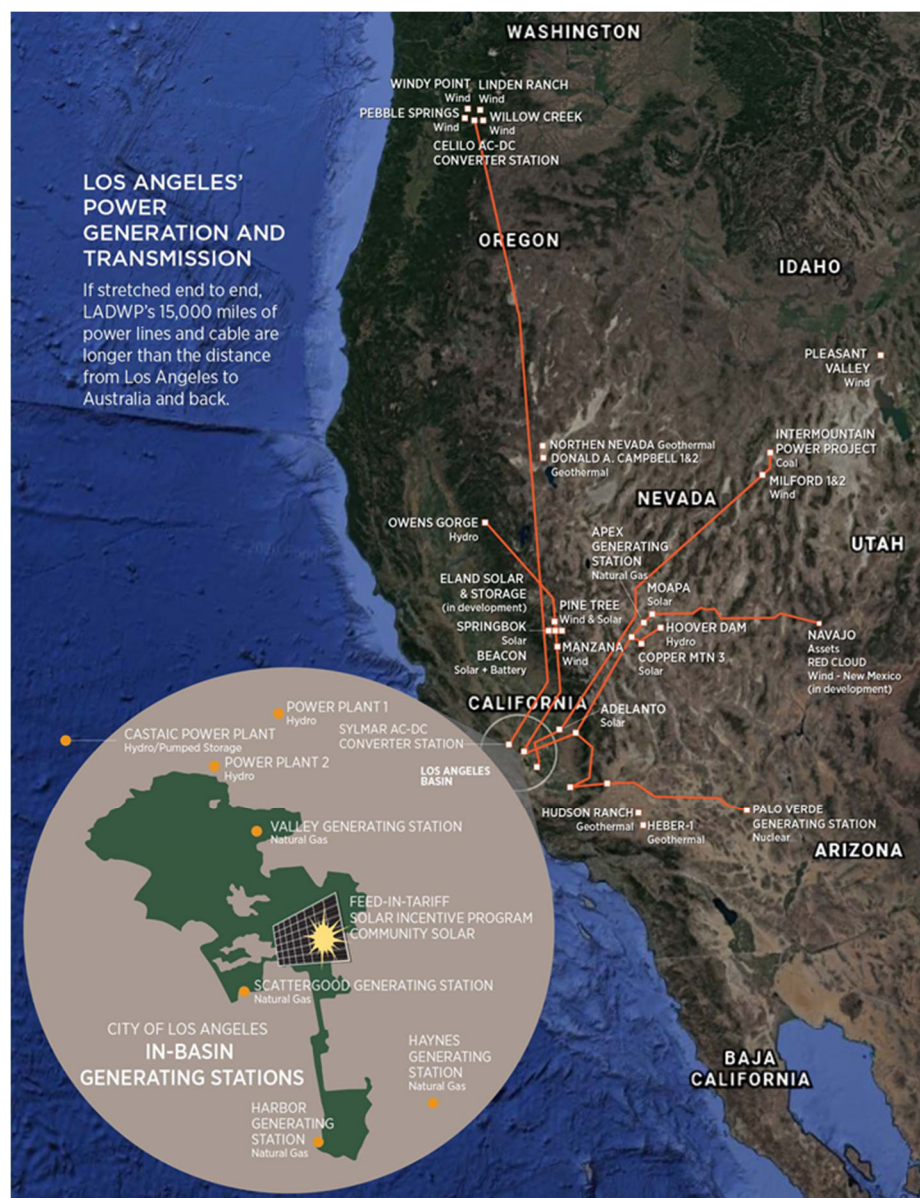 WASHINGTON
WINDY POINT
Wind
LINDEN RANCH
Wind
PEBBLE SPRINGS
Wind
WILLOW CREEK
Wind
CELILO AC-DC
CONVERTER STATION
LOS ANGELES'
POWER
GENERATION AND
TRANSMISSION
If stretched end to end,
LADWP's 15,000 miles of
power lines and cable are
longer than the distance
from Los Angeles to
Australia and back.
OREGON
IDAHO
PLEASANT
VALLEY
Wind
NORTHEN NEVADA Geothermal
DONALD A. CAMPBELL 1&2
Geothermal
INTERMOUNTAIN
POWER PROJECT
Coal
MILFORD 1&2
Wind
NEVADA
OWENS GORGE
Hydro
UTAH
APEX
GENERATING
STATION
Natural Gas
ELAND SOLAR
& STORAGE
(in development)
MOAPA
Solar
PINE TREE
Wind & Solar
SPRINGBOK
Solar
HOOVER DAM
Hydro
NAVAJO
Assets
RED CLOUD
Wind - New Mexico
(in development)
BEACON
Solar + Battery
MANZANA
Wind
COPPER MTN 3
Solar
CALIFORNIA
ADELANTO
Solar
SYLMAR AC-DC
CONVERTER STATION
LOS ANGELES
BASIN
HUDSON RANCH
Geothermal
HEBER-1
Geothermal
PALO VERDE
GENERATING STATION
Nuclear
ARIZONA
POWER PLANT 1
Hydro
CASTAIC POWER PLANT
Hydro/Pumped Storage
POWER PLANT 2
Hydro
VALLEY GENERATING STATION
Natural Gas
FEED-IN-TARIFF
SOLAR INCENTIVE PROGRAM
COMMUNITY SOLAR
SCATTERGOOD GENERATING STATION
Natural Gas
CITY OF LOS ANGELES
IN-BASIN
GENERATING STATIONS
HAYNES
GENERATING
STATION
Natural Gas
HARBOR
GENERATING
STATION
Natural Gas
BAJA
CALIFORNIA